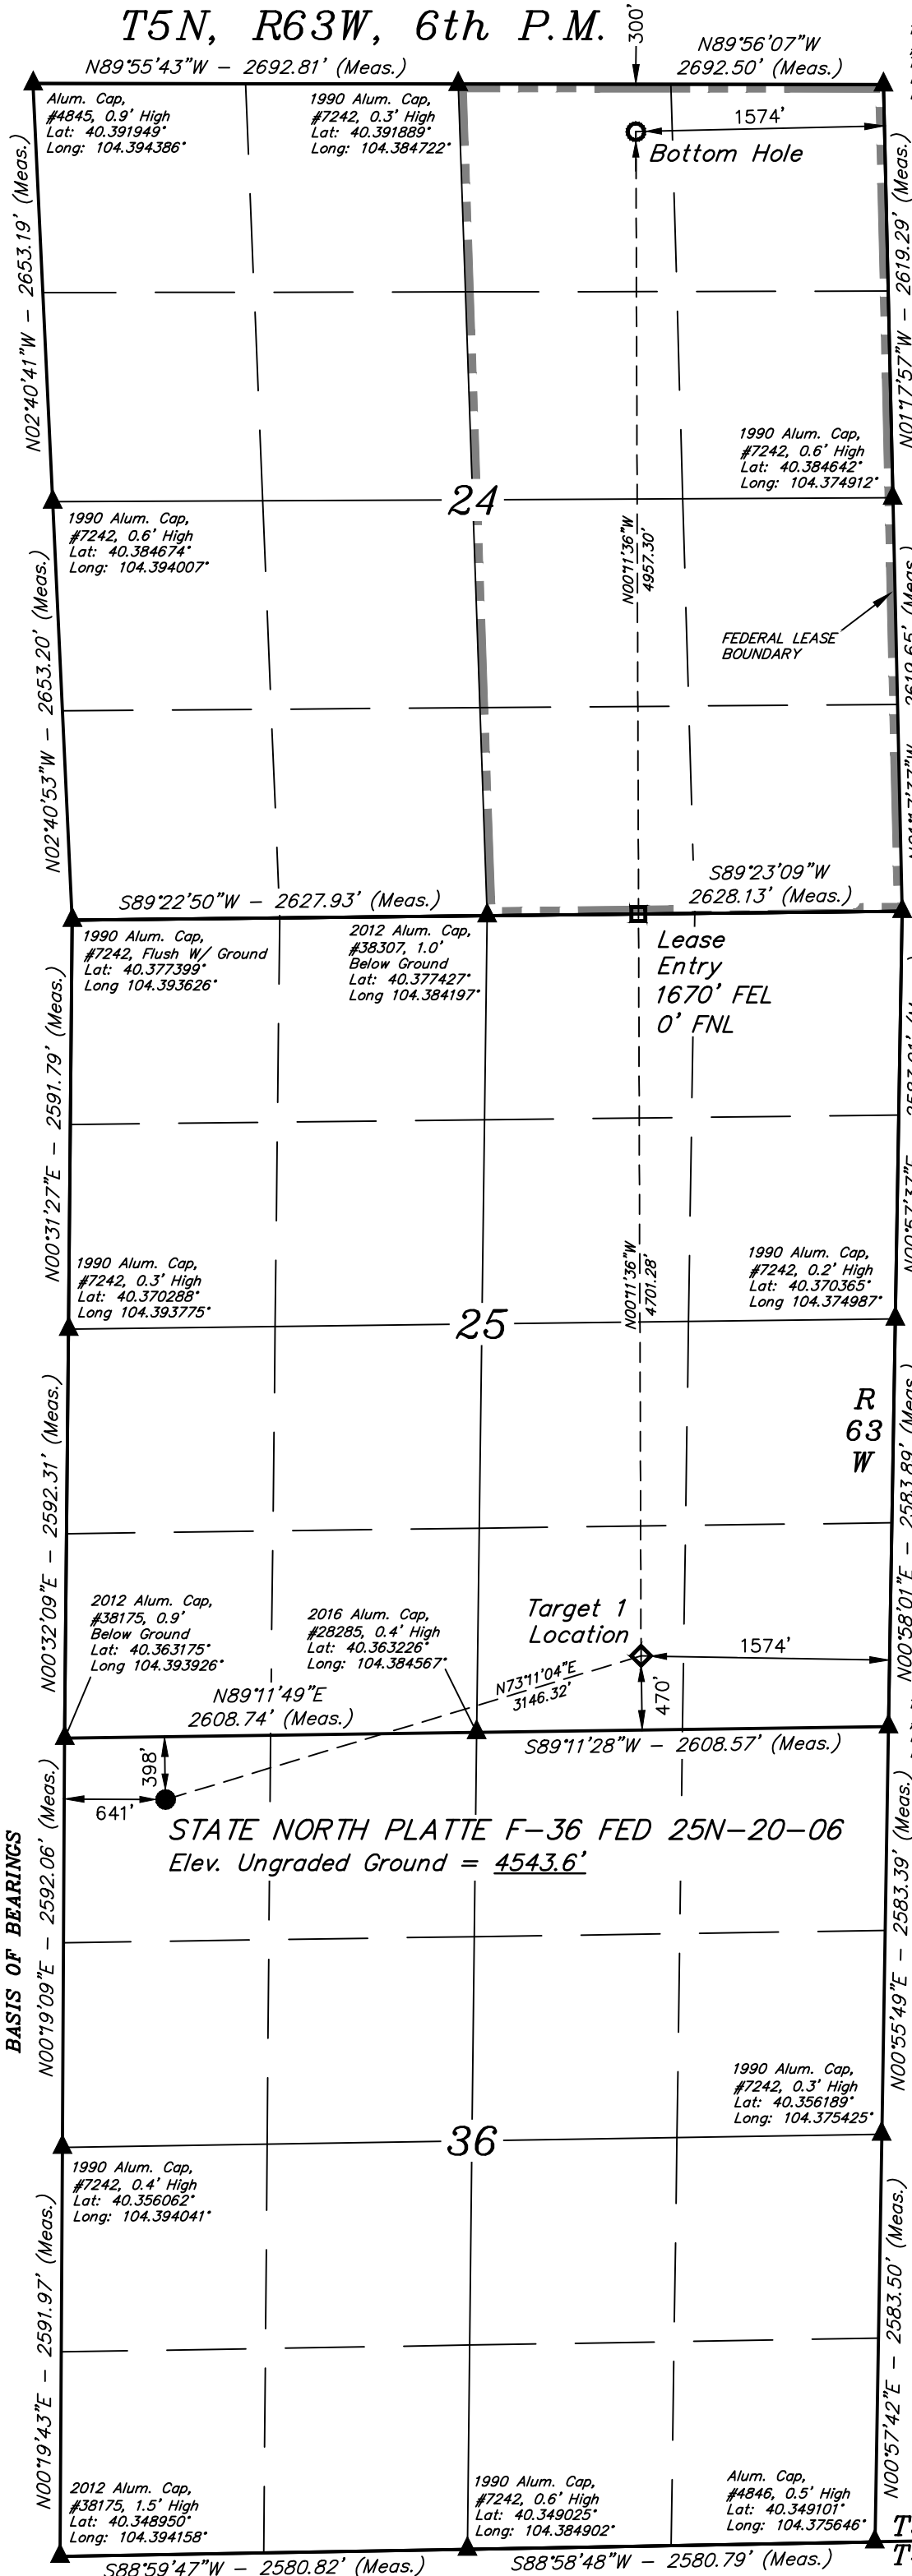 T5N, R63W, 6th P.M.
300'
N89°55'43"W – 2692.81' (Meas.)
N89°56'07"W
2692.50' (Meas.)
Alum. Cap,
#4845, 0.9' High
Lat: 40.391949°
Long: 104.394386°
1990 Alum. Cap,
#7242, 0.3' High
Lat: 40.391889°
Long: 104.384722°
1574'
Bottom Hole
N02°40'41"W – 2653.19' (Meas.)
N01°17'57"W – 2619.29' (Meas.)
1990 Alum. Cap,
#7242, 0.6' High
Lat: 40.384642°
Long: 104.374912°
24
1990 Alum. Cap,
#7242, 0.6' High
Lat: 40.384674°
Long: 104.394007°
N00°11'36"W
4957.30'
FEDERAL LEASE
BOUNDARY
N02°40'53"W – 2653.20' (Meas.)
S89°22'50"W – 2627.93' (Meas.)
S89°23'09"W
2628.13' (Meas.)
1990 Alum. Cap,
#7242, Flush W/ Ground
Lat: 40.377399°
Long 104.393626°
2012 Alum. Cap,
#38307, 1.0'
Below Ground
Lat: 40.377427°
Long 104.384197°
Lease
Entry
1670' FEL
0' FNL
N00°31'27"E – 2591.79' (Meas.)
1990 Alum. Cap,
#7242, 0.3' High
Lat: 40.370288°
Long 104.393775°
N00°11'36"W
4701.28'
1990 Alum. Cap,
#7242, 0.2' High
Lat: 40.370365°
Long 104.374987°
25
R
63
W
N00°32'09"E – 2592.31' (Meas.)
N00°58'01"E – 2583.89' (Meas.)
2012 Alum. Cap,
#38175, 0.9'
Below Ground
Lat: 40.363175°
Long 104.393926°
2016 Alum. Cap,
#28285, 0.4' High
Lat: 40.363226°
Long 104.384567°
Target 1
Location
1574'
470'
N73°11'04"E
3146.32'
N89°11'49"E
2608.74' (Meas.)
S89°11'28"W – 2608.57' (Meas.)
398'
641'
STATE NORTH PLATTE F-36 FED 25N-20-06
Elev. Ungraded Ground = 4543.6'
BASIS OF BEARINGS
N00°19'09"E – 2592.06' (Meas.)
N00°55'49"E – 2583.39' (Meas.)
1990 Alum. Cap,
#7242, 0.3' High
Lat: 40.356189°
Long: 104.375425°
36
1990 Alum. Cap,
#7242, 0.4' High
Lat: 40.356062°
Long: 104.394041°
N00°19'43"E – 2591.97' (Meas.)
N00°57'42"E – 2583.50' (Meas.)
2012 Alum. Cap,
#38175, 1.5' High
Lat: 40.348950°
Long: 104.394158°
1990 Alum. Cap,
#7242, 0.6' High
Lat: 40.349025°
Long: 104.384902°
Alum. Cap,
#4846, 0.5' High
Lat: 40.349101°
Long: 104.375646°
S88°59'47"W – 2580.82' (Meas.)
S88°58'48"W – 2580.79' (Meas.)